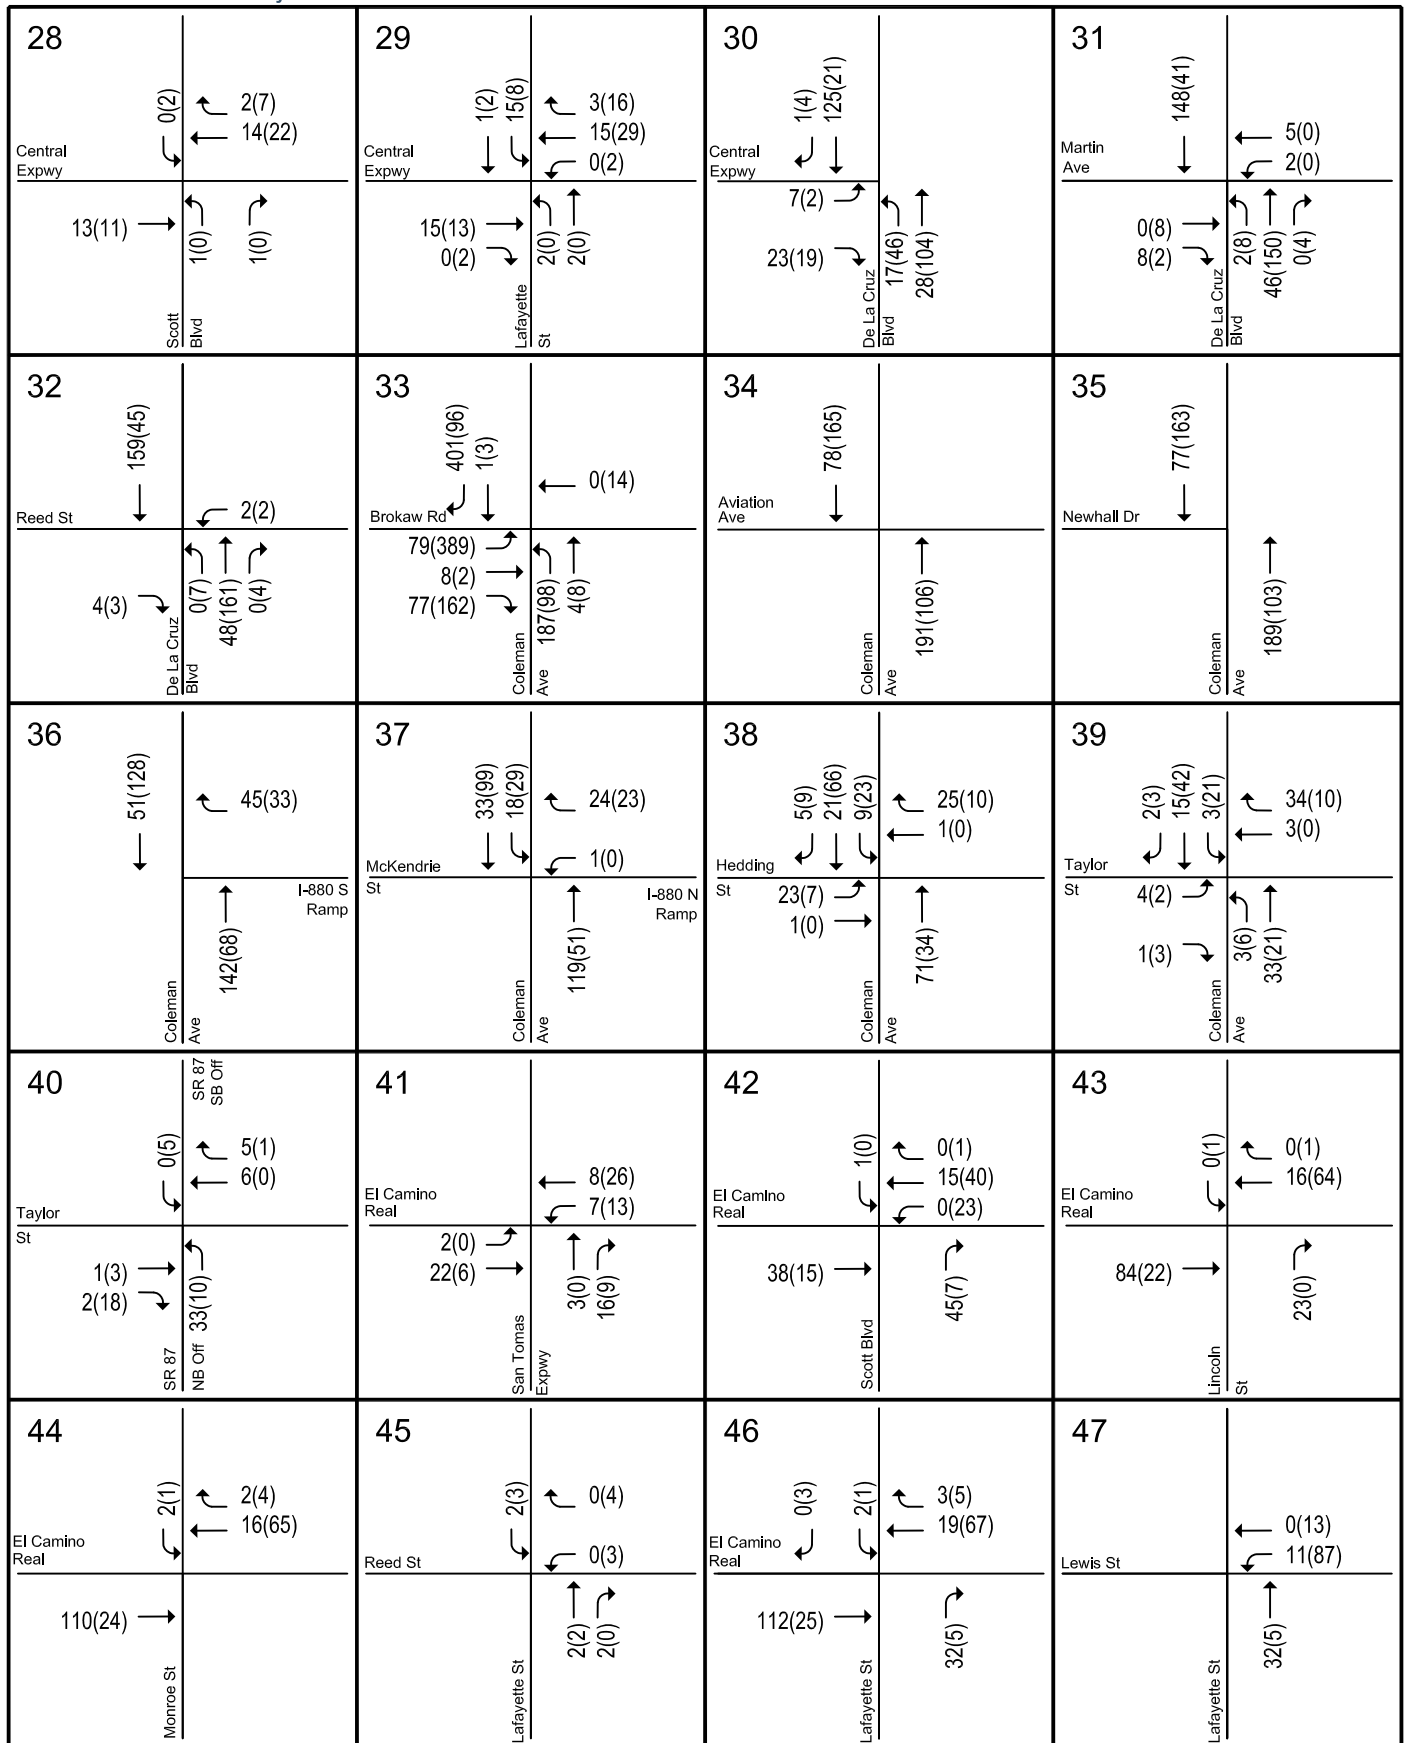 28
0(2)
2(7)
14(22)
Central
Expwy
13(11)
1(0)
1(0)
Scott
Blvd
29
1(2)
15(8)
3(16)
15(29)
0(2)
Central
Expwy
15(13)
0(2)
2(0)
2(0)
Lafayette
St
30
1(4)
125(21)
Central
Expwy
7(2)
23(19)
17(46)
28(104)
De La Cruz
Blvd
31
148(41)
5(0)
2(0)
Martin
Ave
0(8)
8(2)
2(8)
46(150)
0(4)
De La Cruz
Blvd
32
159(45)
2(2)
Reed St
4(3)
0(7)
48(161)
0(4)
De La Cruz
Blvd
33
401(96)
1(3)
0(14)
Brokaw Rd
79(389)
8(2)
77(162)
187(98)
4(8)
Coleman
Ave
34
78(165)
Aviation
Ave
191(106)
Coleman
Ave
35
77(163)
Newhall Dr
189(103)
Coleman
Ave
36
51(128)
45(33)
I-880 S
Ramp
142(68)
Coleman
Ave
37
33(99)
18(29)
24(23)
1(0)
McKendrie
St
I-880 N
Ramp
119(51)
Coleman
Ave
38
5(9)
21(66)
9(23)
25(10)
1(0)
Hedding
St
23(7)
1(0)
71(34)
Coleman
Ave
39
2(3)
15(42)
3(21)
34(10)
3(0)
Taylor
St
4(2)
1(3)
3(6)
33(21)
Coleman
Ave
40
SR 87
SB Off
0(5)
5(1)
6(0)
Taylor
St
1(3)
2(18)
33(10)
SR 87
NB Off
41
8(26)
7(13)
El Camino
Real
2(0)
22(6)
3(0)
16(9)
San Tomas
Expwy
42
1(0)
0(1)
15(40)
0(23)
El Camino
Real
38(15)
45(7)
Scott Blvd
43
0(1)
0(1)
16(64)
El Camino
Real
84(22)
23(0)
Lincoln
St
44
2(1)
2(4)
16(65)
El Camino
Real
110(24)
Monroe St
45
2(3)
0(4)
0(3)
Reed St
2(2)
2(0)
Lafayette St
46
0(3)
2(1)
3(5)
19(67)
El Camino
Real
112(25)
32(5)
Lafayette St
47
0(13)
11(87)
Lewis St
32(5)
Lafayette St